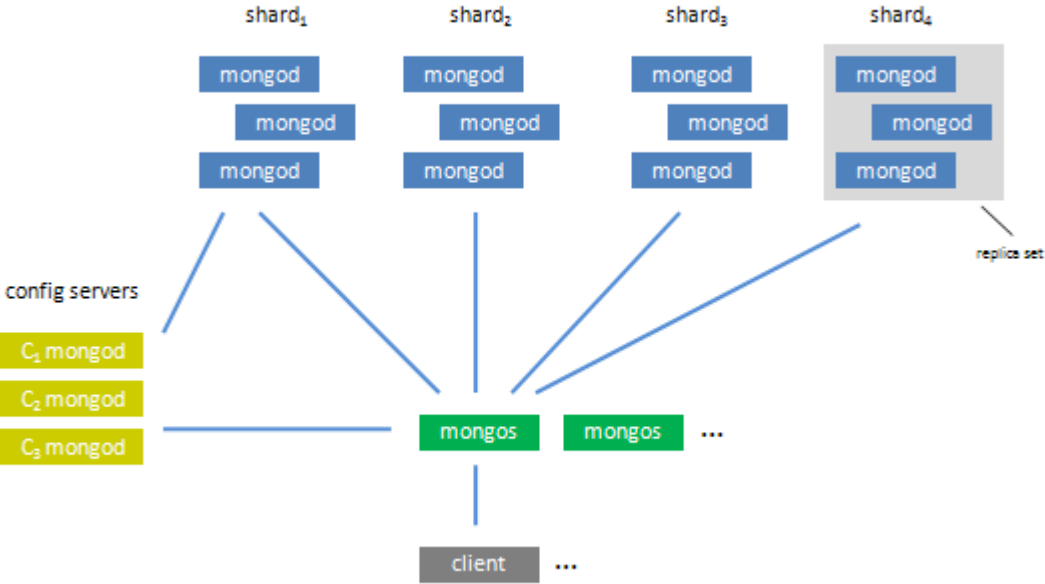 shard₁ shard₂ shard₃ shard₄
mongod mongod mongod mongod
mongod mongod mongod mongod
mongod mongod mongod mongod
replica set
config servers
C₁ mongod
C₂ mongod
C₃ mongod
mongos mongos ...
client ...